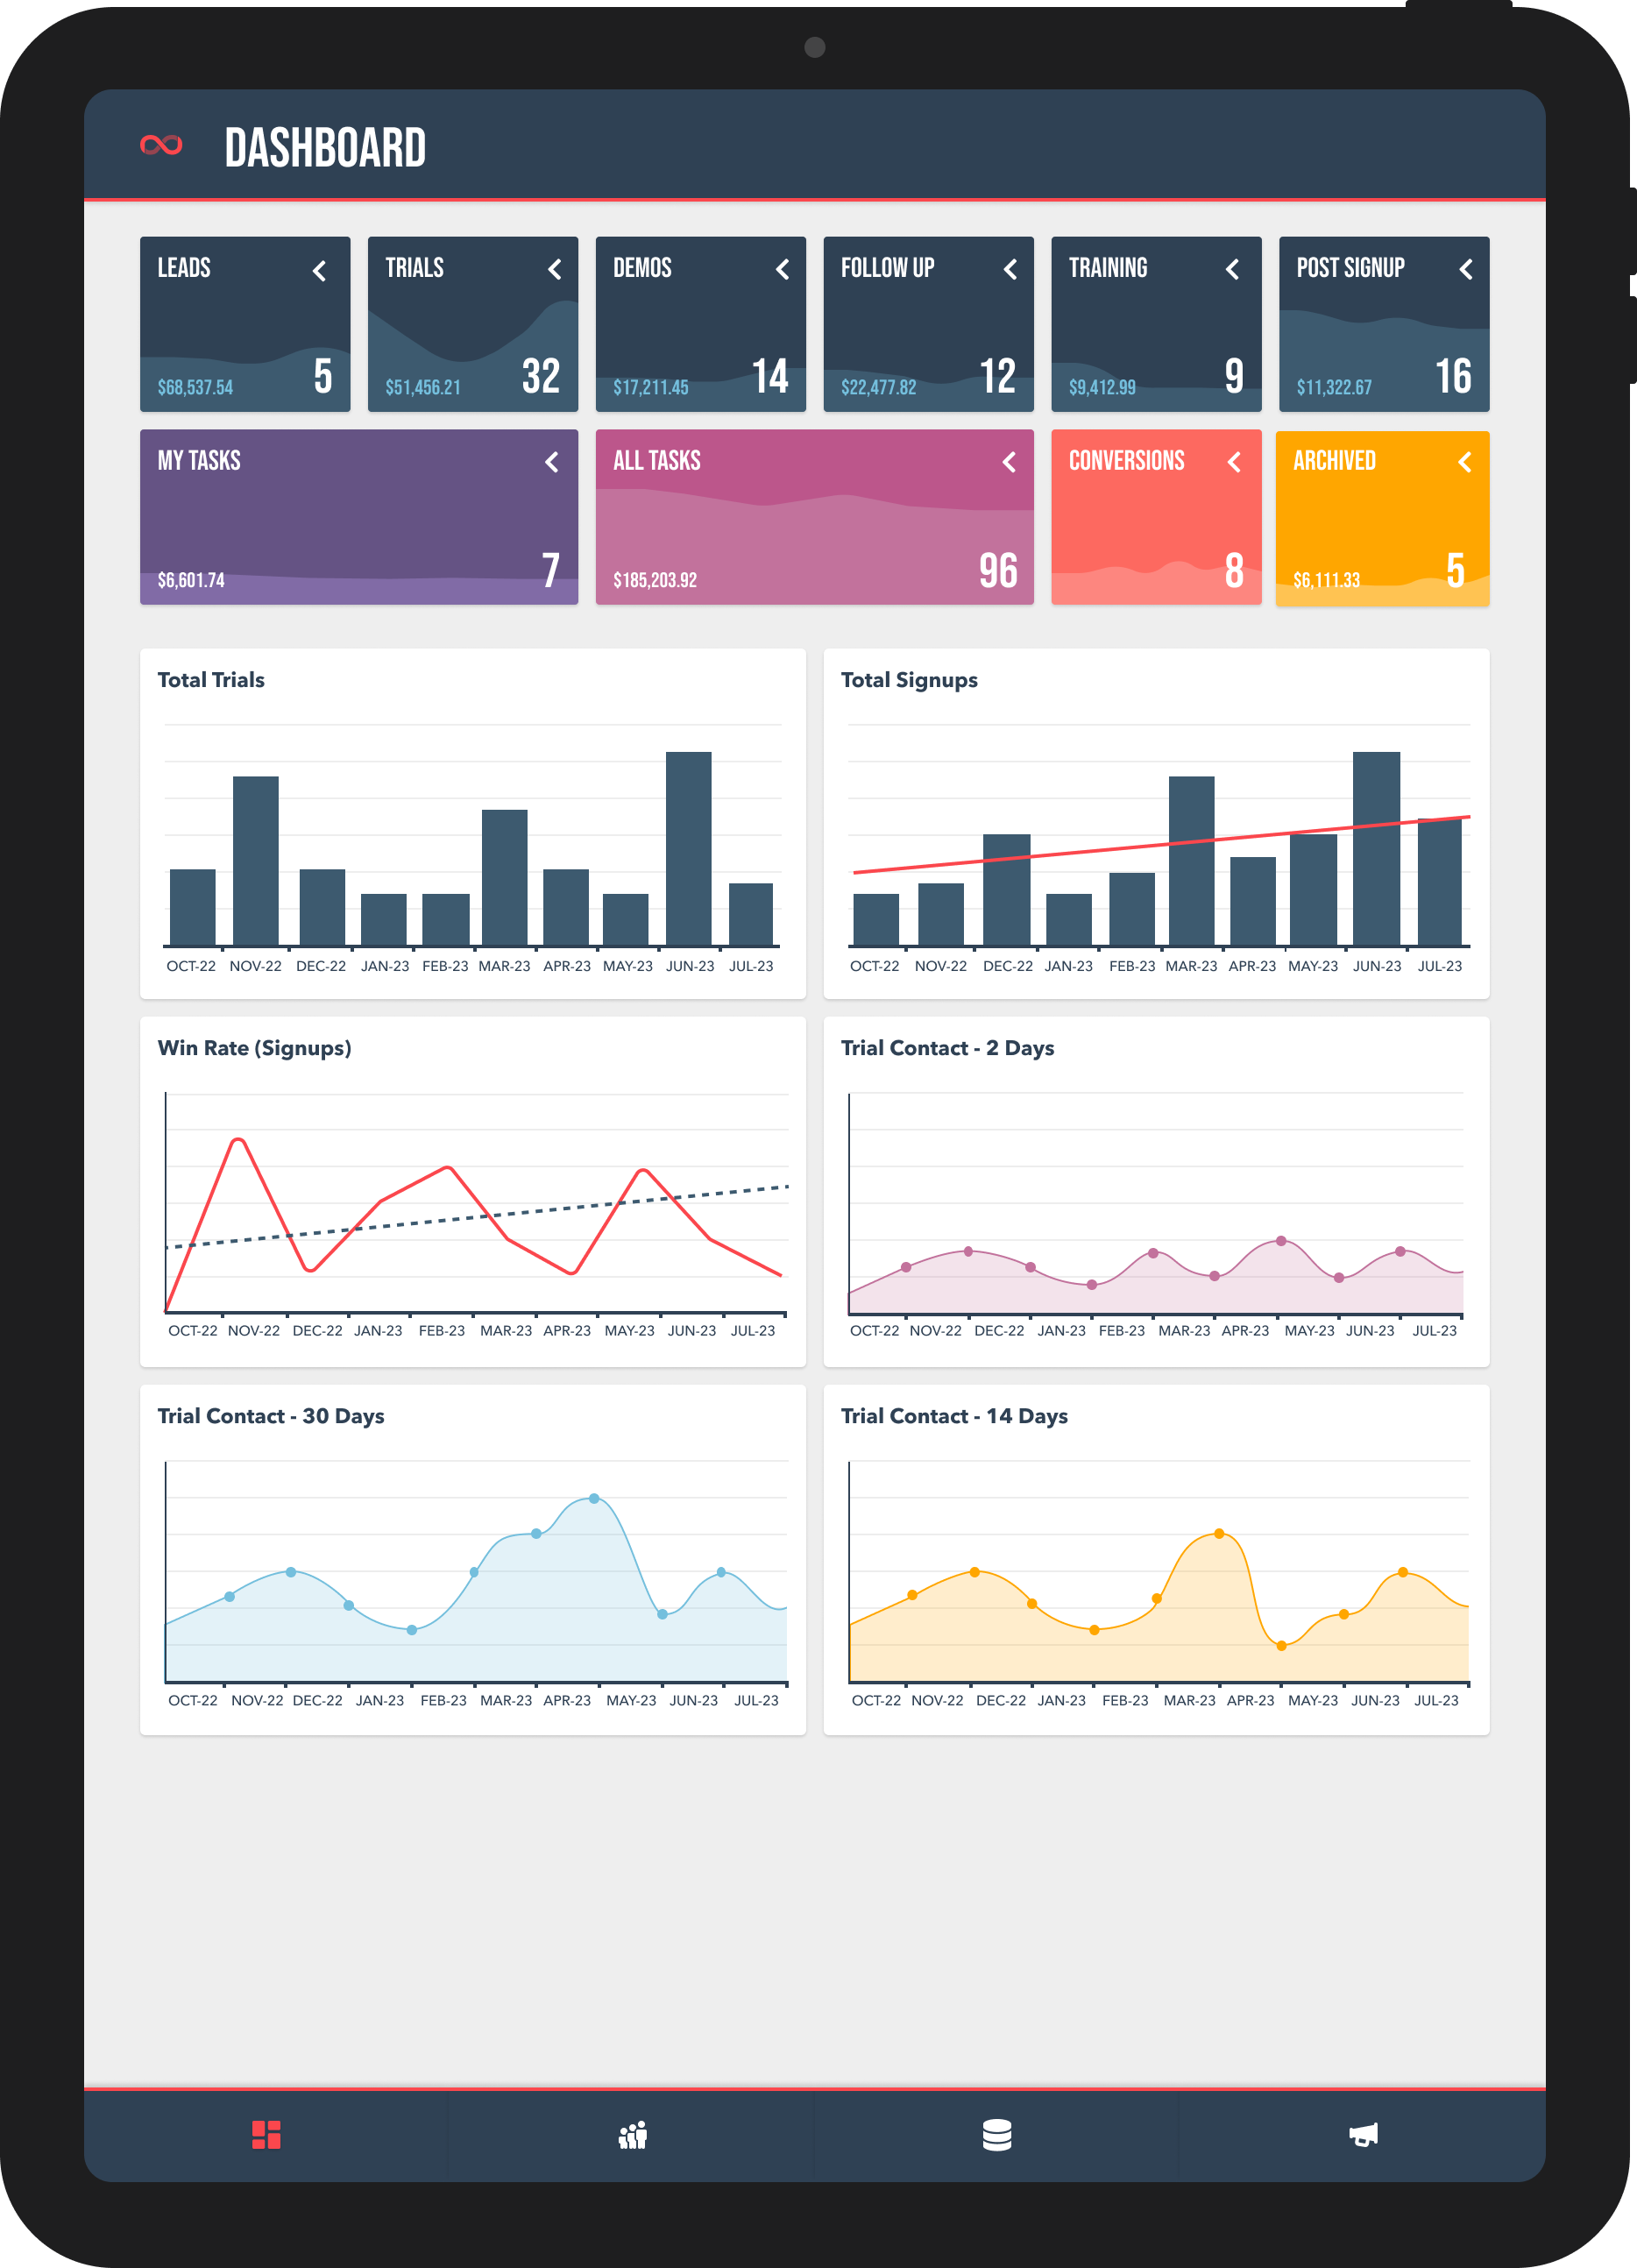 DASHBOARD
LEADS
$68,537.54
5
TRIALS
$51,456.21
32
DEMOS
$17,211.45
14
FOLLOW UP
$22,477.82
12
TRAINING
$9,412.99
9
POST SIGNUP
$11,322.67
16
MY TASKS
$6,601.74
7
ALL TASKS
$185,203.92
96
CONVERSIONS
8
ARCHIVED
$6,111.33
5
Total Trials
OCT-22 NOV-22 DEC-22 JAN-23 FEB-23 MAR-23 APR-23 MAY-23 JUN-23 JUL-23
Total Signups
OCT-22 NOV-22 DEC-22 JAN-23 FEB-23 MAR-23 APR-23 MAY-23 JUN-23 JUL-23
Win Rate (Signups)
OCT-22 NOV-22 DEC-22 JAN-23 FEB-23 MAR-23 APR-23 MAY-23 JUN-23 JUL-23
Trial Contact - 2 Days
OCT-22 NOV-22 DEC-22 JAN-23 FEB-23 MAR-23 APR-23 MAY-23 JUN-23 JUL-23
Trial Contact - 30 Days
OCT-22 NOV-22 DEC-22 JAN-23 FEB-23 MAR-23 APR-23 MAY-23 JUN-23 JUL-23
Trial Contact - 14 Days
OCT-22 NOV-22 DEC-22 JAN-23 FEB-23 MAR-23 APR-23 MAY-23 JUN-23 JUL-23